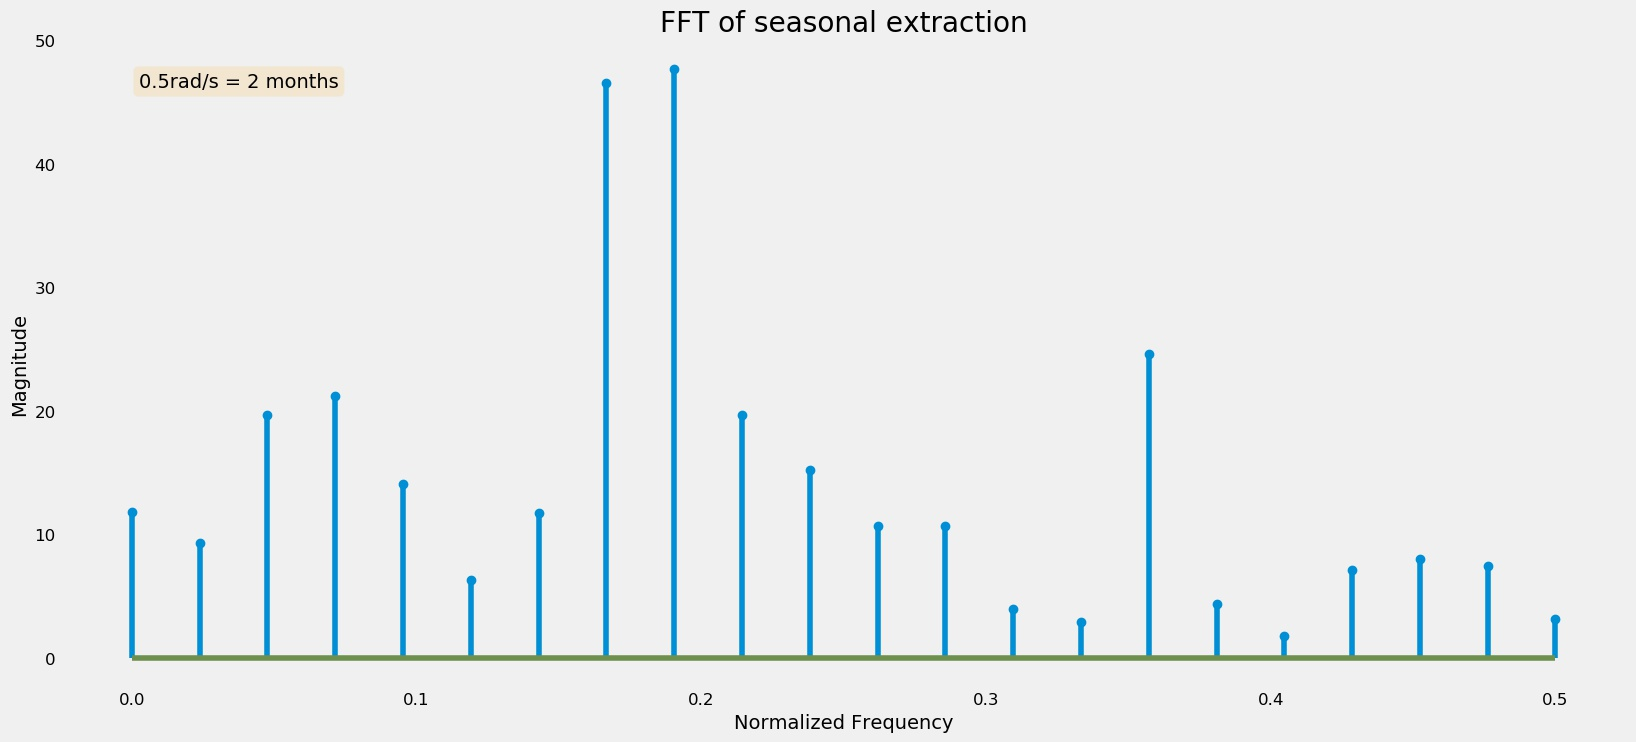 FFT of seasonal extraction
50
0.5rad/s = 2 months
40
30
20
10
0
Magnitude
0.0 0.1 0.2 0.3 0.4 0.5
Normalized Frequency